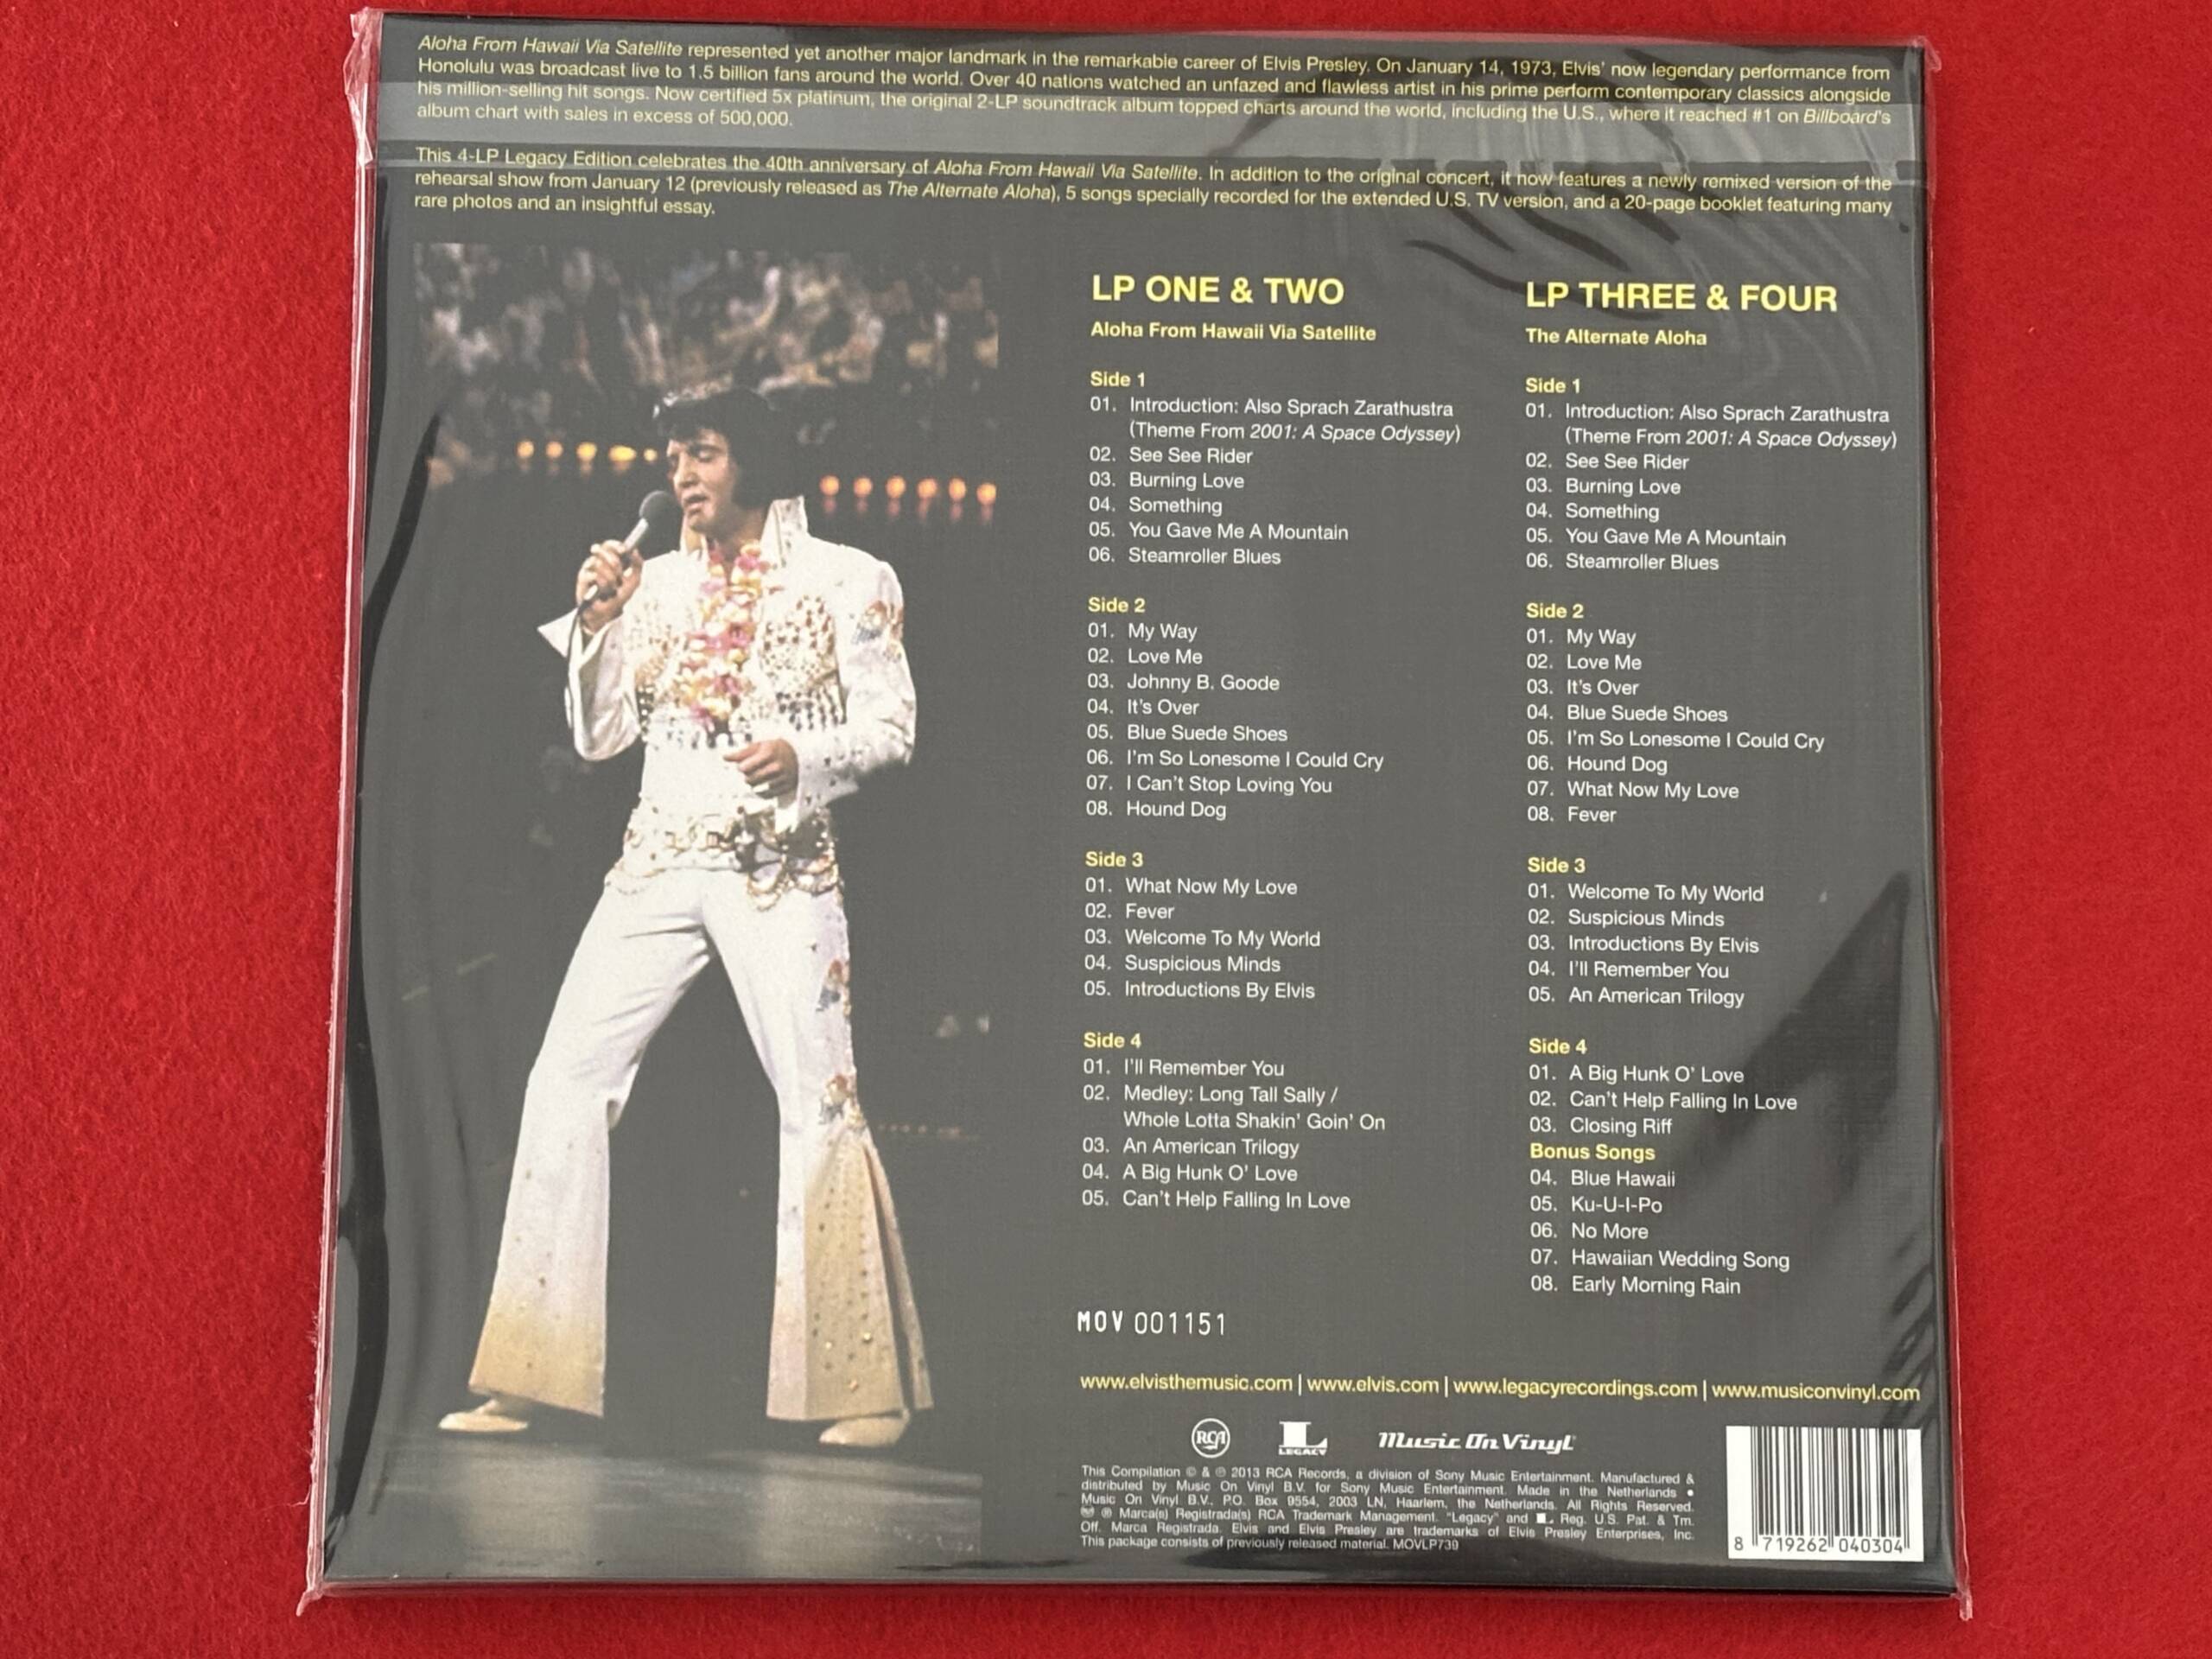 Aloha From Hawaii Via Satellite represented yet another major landmark in the remarkable career of Elvis Presley. On January 14, 1973, Elvis' now legendary performance from
Honolulu was broadcast live to 1.5 billion fans around the world. Over 40 nations watched an unfazed and flawless artist in his prime perform contemporary classics alongside
his million-selling hit songs. Now certified 5x platinum, the original 2-LP soundtrack album topped charts around the world, including the U.S., where it reached #1 on Billboard's
album chart with sales in excess of 500,000.
This 4-LP Legacy Edition celebrates the 40th anniversary of Aloha From Hawaii Via Satellite. In addition to the original concert, it now features a newly remixed version of the
rehearsal show from January 12 (previously released as The Alternate Aloha), 5 songs specially recorded for the extended U.S. TV version, and a 20-page booklet featuring many
rare photos and an insightful essay.
LP ONE & TWO
Aloha From Hawaii Via Satellite
Side 1
01. Introduction: Also Sprach Zarathustra
(Theme From 2001: A Space Odyssey)
02. See See Rider
03. Burning Love
04. Something
05. You Gave Me A Mountain
06. Steamroller Blues
Side 2
01. My Way
02. Love Me
03. Johnny B. Goode
04. It's Over
05. Blue Suede Shoes
06. I'm So Lonesome I Could Cry
07. I Can't Stop Loving You
08. Hound Dog
Side 3
01. What Now My Love
02. Fever
03. Welcome To My World
04. Suspicious Minds
05. Introductions By Elvis
Side 4
01. I'll Remember You
02. Medley: Long Tall Sally /
Whole Lotta Shakin' Goin' On
03. An American Trilogy
04. A Big Hunk O' Love
05. Can't Help Falling In Love
LP THREE & FOUR
The Alternate Aloha
Side 1
01. Introduction: Also Sprach Zarathustra
(Theme From 2001: A Space Odyssey)
02. See See Rider
03. Burning Love
04. Something
05. You Gave Me A Mountain
06. Steamroller Blues
Side 2
01. My Way
02. Love Me
03. It's Over
04. Blue Suede Shoes
05. I'm So Lonesome I Could Cry
06. Hound Dog
07. What Now My Love
08. Fever
Side 3
01. Welcome To My World
02. Suspicious Minds
03. Introductions By Elvis
04. I'll Remember You
05. An American Trilogy
Side 4
01. A Big Hunk O' Love
02. Can't Help Falling In Love
03. Closing Riff
Bonus Songs
04. Blue Hawaii
05. Ku-U-I-Po
06. No More
07. Hawaiian Wedding Song
08. Early Morning Rain
MOV 001151
www.elvisthemusic.com | www.elvis.com | www.legacyrecordings.com | www.musiconvinyl.com
RCA
L LEGACY
Music On Vinyl
This Compilation © & ℗ 2013 RCA Records, a division of Sony Music Entertainment. Manufactured &
distributed by Music On Vinyl B.V. for Sony Music Entertainment. Made in the Netherlands •
Music On Vinyl B.V., P.O. Box 9554, 2003 LN, Haarlem, the Netherlands. All Rights Reserved.
® Marca(s) Registrada(s) RCA Trademark Management. "Legacy" and L Reg. U.S. Pat. & Tm.
Off. Marca Registrada. Elvis and Elvis Presley are trademarks of Elvis Presley Enterprises, Inc.
This package consists of previously released material. MOVLP739
8 719262 040304